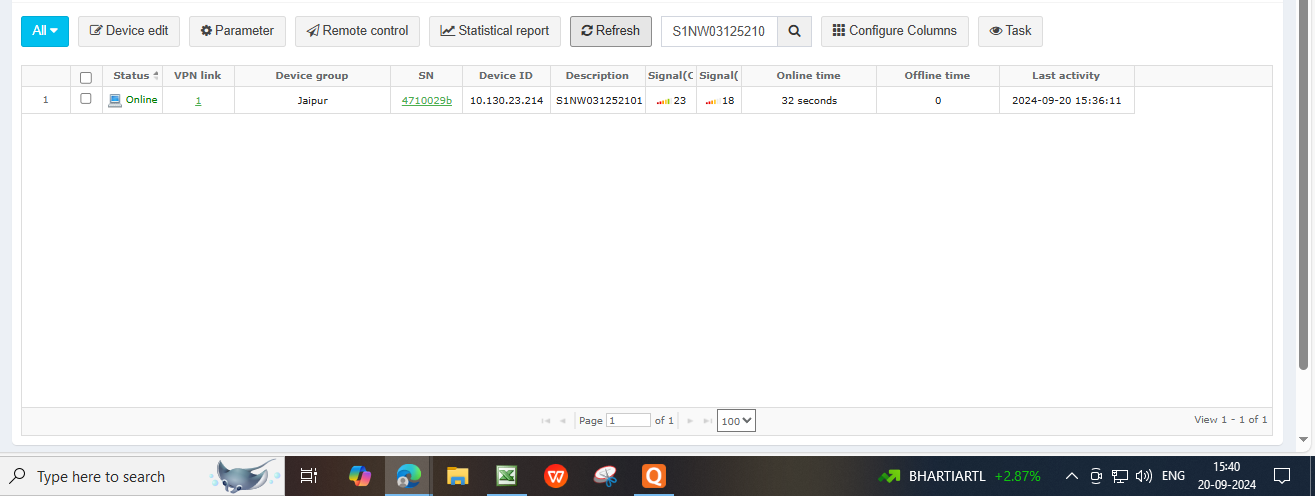 All Device edit Parameter Remote control Statistical report Refresh S1NW03125210 Configure Columns Task
Status VPN link Device group SN Device ID Description Signal(C Signal( Online time Offline time Last activity
1 Online 1 Jaipur 4710029b 10.130.23.214 S1NW031252101 23 18 32 seconds 0 2024-09-20 15:36:11
Page 1 of 1 100 View 1 - 1 of 1
Type here to search BHARTIARTL +2.87% ENG 15:40
20-09-2024